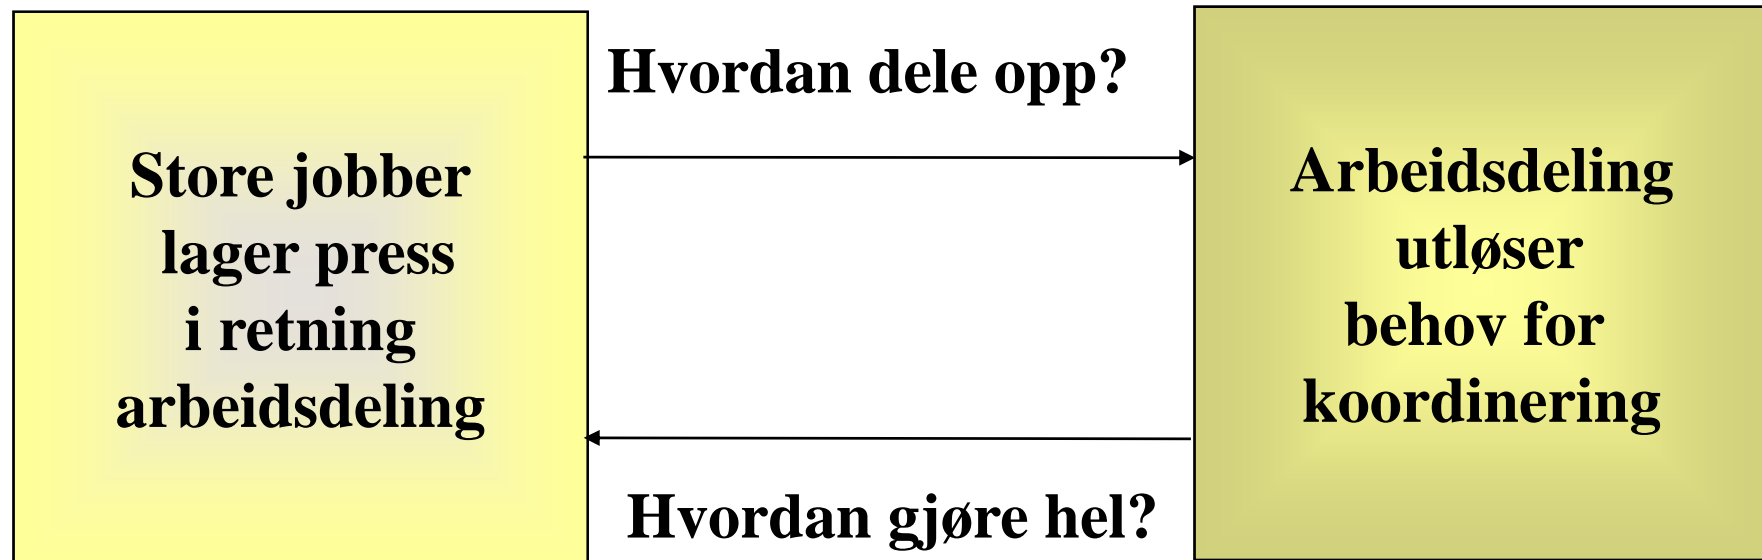 Hvordan dele opp?
Store jobber
lager press
i retning
arbeidsdeling
Arbeidsdeling
utløser
behov for
koordinering
Hvordan gjøre hel?